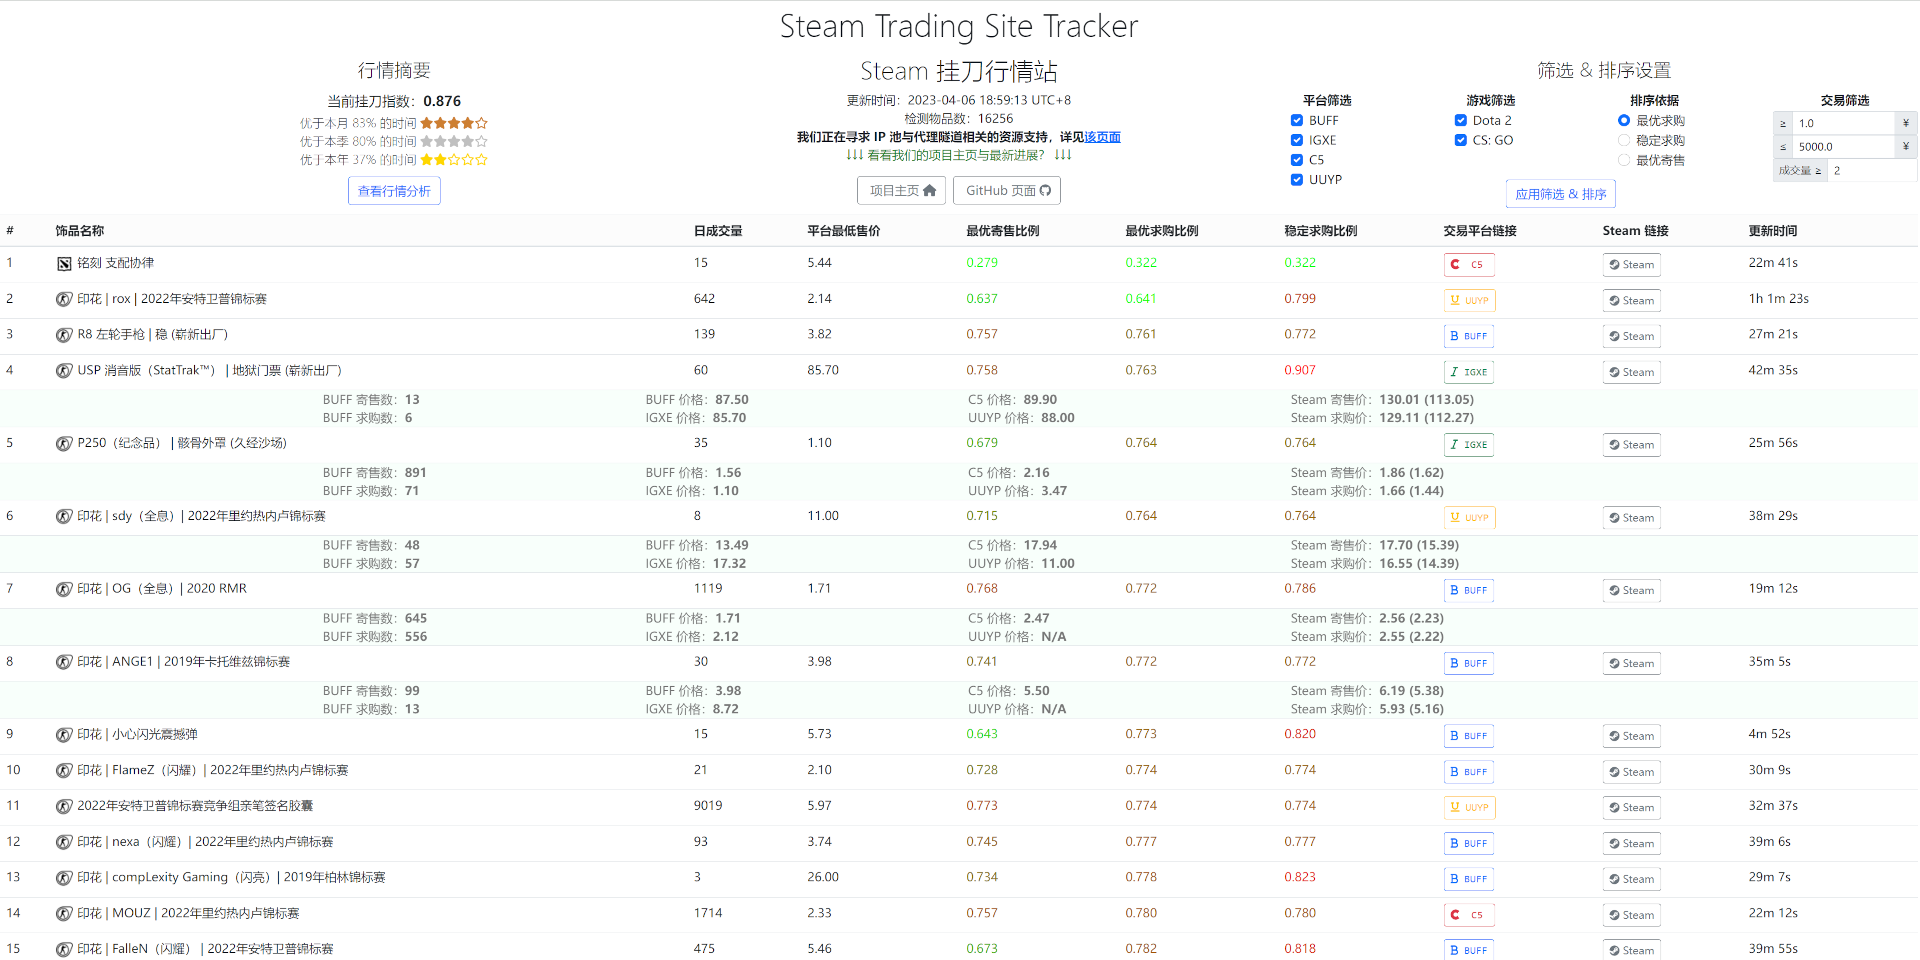 Steam Trading Site Tracker
行情摘要
当前挂刀指数：0.876
优于本月 83% 的时间
优于本季 80% 的时间
优于本年 37% 的时间
查看行情分析
Steam 挂刀行情站
更新时间：2023-04-06 18:59:13 UTC+8
检测物品数：16256
我们正在寻求 IP 池与代理隧道相关的资源支持，详见该页面
↓↓↓ 看看我们的项目主页与最新进展？ ↓↓↓
项目主页 GitHub 页面
筛选 & 排序设置
平台筛选 游戏筛选 排序依据 交易筛选
BUFF Dota 2 最优求购 ≥ 1.0 ¥
IGXE CS: GO 稳定求购 ≤ 5000.0 ¥
C5 最优寄售 成交量 ≥ 2
UUYP
应用筛选 & 排序
# 饰品名称 日成交量 平台最低售价 最优寄售比例 最优求购比例 稳定求购比例 交易平台链接 Steam 链接 更新时间
1 铭刻 支配协律 15 5.44 0.279 0.322 0.322 C5 Steam 22m 41s
2 印花 | rox | 2022年安特卫普锦标赛 642 2.14 0.637 0.641 0.799 UUYP Steam 1h 1m 23s
3 R8 左轮手枪 | 稳 (崭新出厂) 139 3.82 0.757 0.761 0.772 BUFF Steam 27m 21s
4 USP 消音版（StatTrak™） | 地狱门票 (崭新出厂) 60 85.70 0.758 0.763 0.907 IGXE Steam 42m 35s
BUFF 寄售数：13 BUFF 价格：87.50 C5 价格：89.90 Steam 寄售价：130.01 (113.05)
BUFF 求购数：6 IGXE 价格：85.70 UUYP 价格：88.00 Steam 求购价：129.11 (112.27)
5 P250（纪念品） | 骸骨外罩 (久经沙场) 35 1.10 0.679 0.764 0.764 IGXE Steam 25m 56s
BUFF 寄售数：891 BUFF 价格：1.56 C5 价格：2.16 Steam 寄售价：1.86 (1.62)
BUFF 求购数：71 IGXE 价格：1.10 UUYP 价格：3.47 Steam 求购价：1.66 (1.44)
6 印花 | sdy（全息）| 2022年里约热内卢锦标赛 8 11.00 0.715 0.764 0.764 UUYP Steam 38m 29s
BUFF 寄售数：48 BUFF 价格：13.49 C5 价格：17.94 Steam 寄售价：17.70 (15.39)
BUFF 求购数：57 IGXE 价格：17.32 UUYP 价格：11.00 Steam 求购价：16.55 (14.39)
7 印花 | OG（全息）| 2020 RMR 1119 1.71 0.768 0.772 0.786 BUFF Steam 19m 12s
BUFF 寄售数：645 BUFF 价格：1.71 C5 价格：2.47 Steam 寄售价：2.56 (2.23)
BUFF 求购数：556 IGXE 价格：2.12 UUYP 价格：N/A Steam 求购价：2.55 (2.22)
8 印花 | ANGE1 | 2019年卡托维兹锦标赛 30 3.98 0.741 0.772 0.772 BUFF Steam 35m 5s
BUFF 寄售数：99 BUFF 价格：3.98 C5 价格：5.50 Steam 寄售价：6.19 (5.38)
BUFF 求购数：13 IGXE 价格：8.72 UUYP 价格：N/A Steam 求购价：5.93 (5.16)
9 印花 | 小心闪光震撼弹 15 5.73 0.643 0.773 0.820 BUFF Steam 4m 52s
10 印花 | FlameZ（闪耀）| 2022年里约热内卢锦标赛 21 2.10 0.728 0.774 0.774 BUFF Steam 30m 9s
11 2022年安特卫普锦标赛竞争组亲笔签名胶囊 9019 5.97 0.773 0.774 0.774 UUYP Steam 32m 37s
12 印花 | nexa（闪耀）| 2022年里约热内卢锦标赛 93 3.74 0.745 0.777 0.777 BUFF Steam 39m 6s
13 印花 | compLexity Gaming（闪亮）| 2019年柏林锦标赛 3 26.00 0.734 0.778 0.823 BUFF Steam 29m 7s
14 印花 | MOUZ | 2022年里约热内卢锦标赛 1714 2.33 0.757 0.780 0.780 C5 Steam 22m 12s
15 印花 | FalleN（闪耀） | 2022年安特卫普锦标赛 475 5.46 0.673 0.782 0.818 BUFF Steam 39m 55s